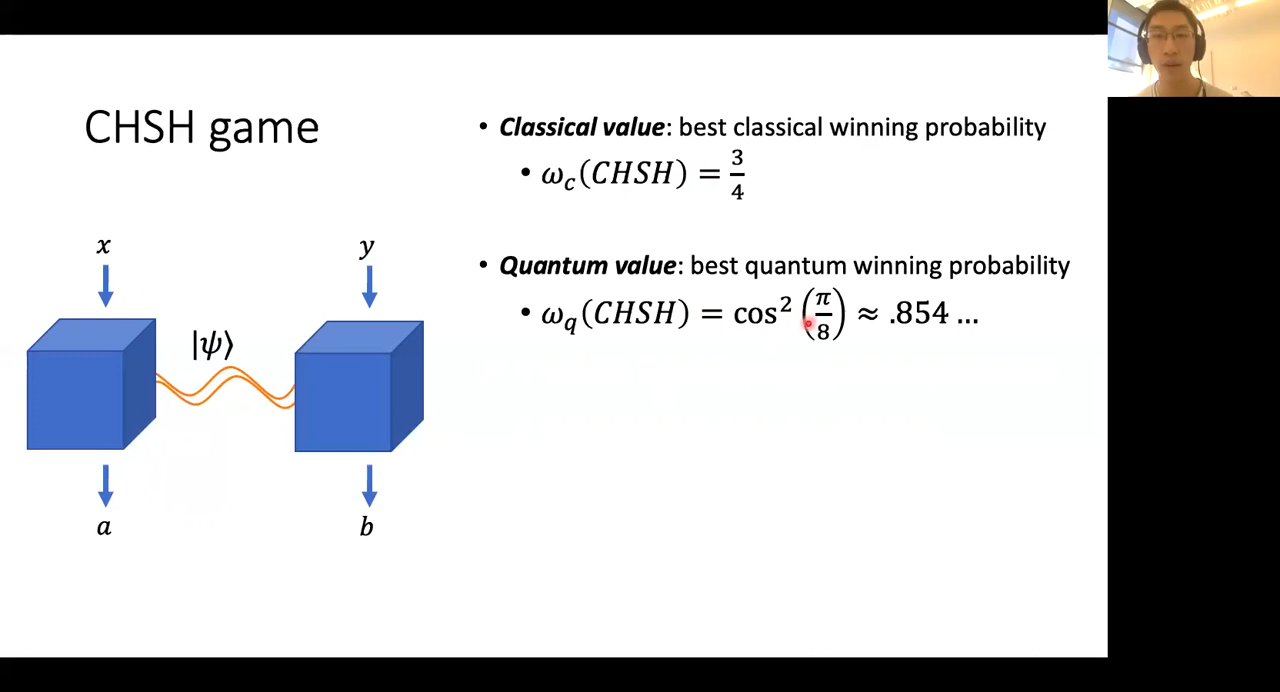 CHSH game
• Classical value: best classical winning probability
• ω_c(CHSH) = 3/4
• Quantum value: best quantum winning probability
• ω_q(CHSH) = cos²(π/8) ≈ .854 ...
x y
|ψ⟩
a b